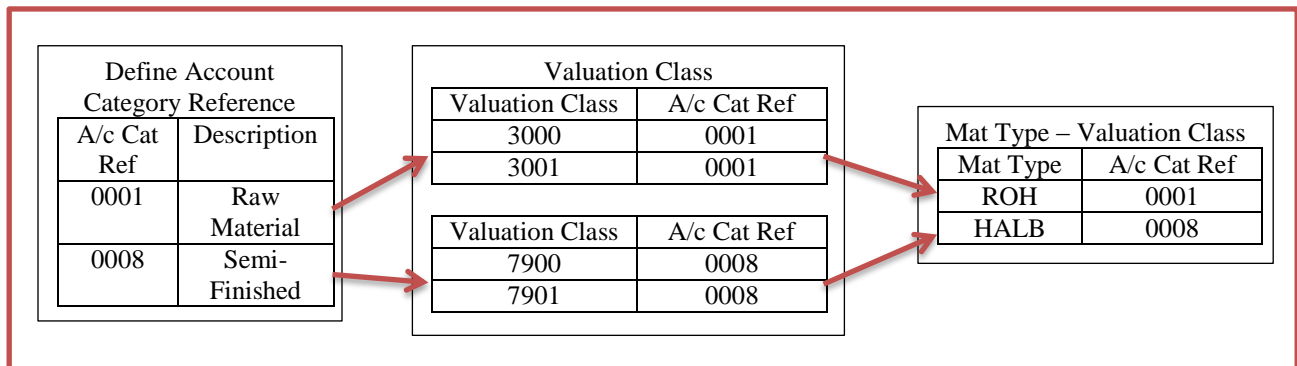 Define Account
Category Reference
A/c Cat Ref Description
0001 Raw Material
0008 Semi-Finished
Valuation Class
Valuation Class A/c Cat Ref
3000 0001
3001 0001
Valuation Class A/c Cat Ref
7900 0008
7901 0008
Mat Type – Valuation Class
Mat Type A/c Cat Ref
ROH 0001
HALB 0008